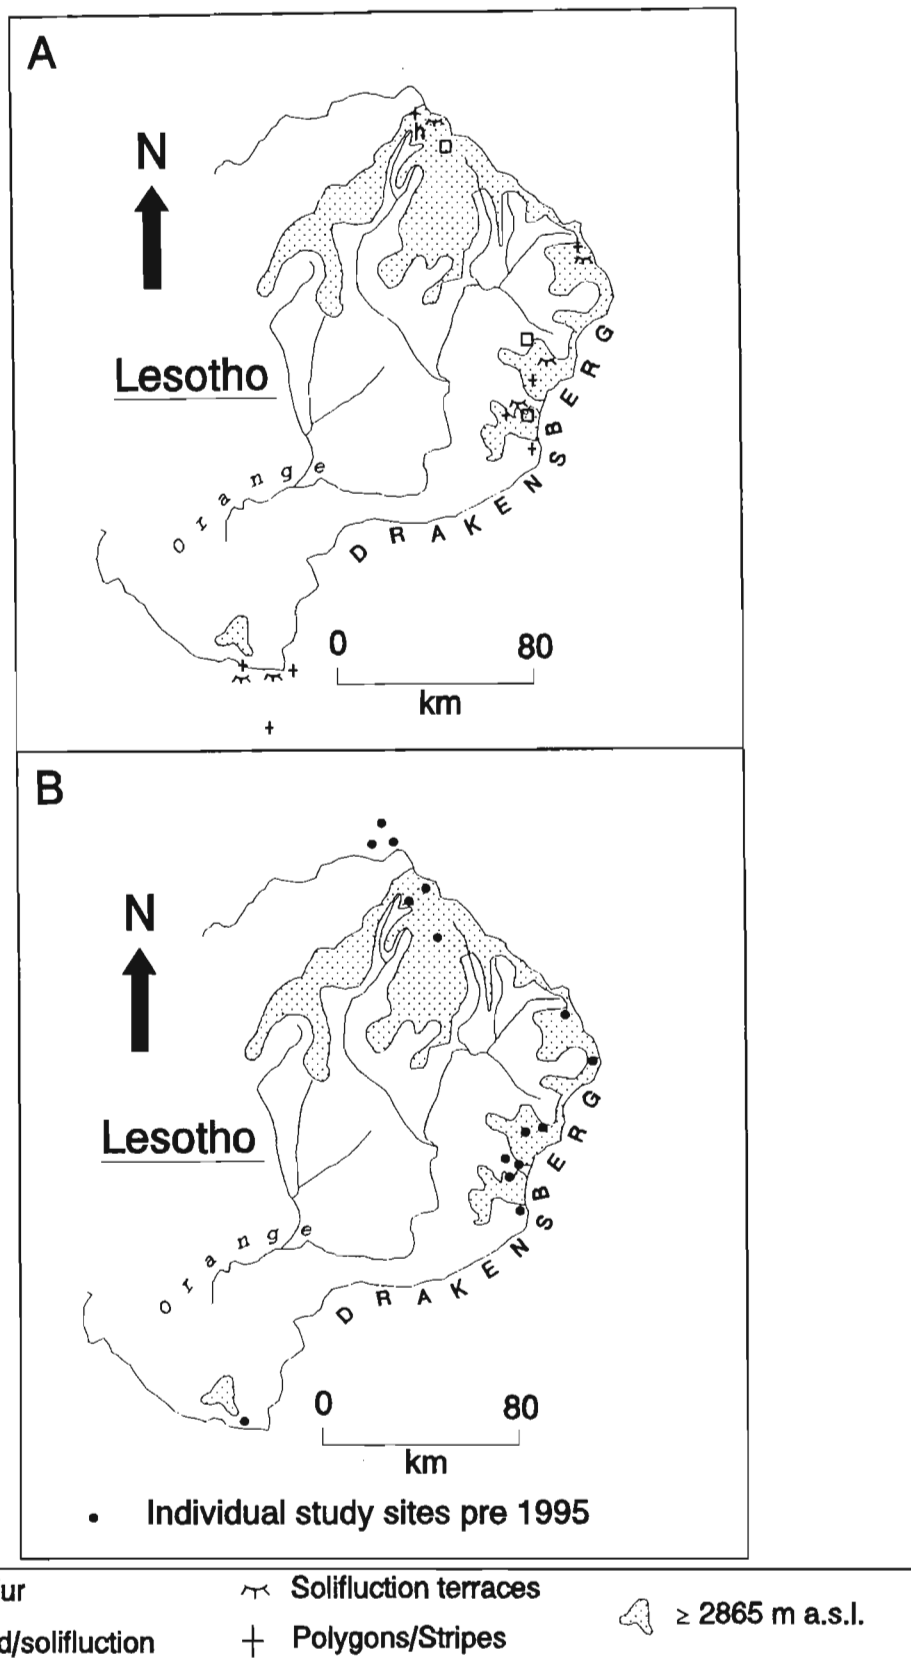 A
N
h
Lesotho
Orange
DRAKENSBERG
0 80
km
B
N
Lesotho
Orange
DRAKENSBERG
0 80
km
Individual study sites pre 1995
ur Solifluction terraces
≥ 2865 m a.s.l.
d/solifluction Polygons/Stripes